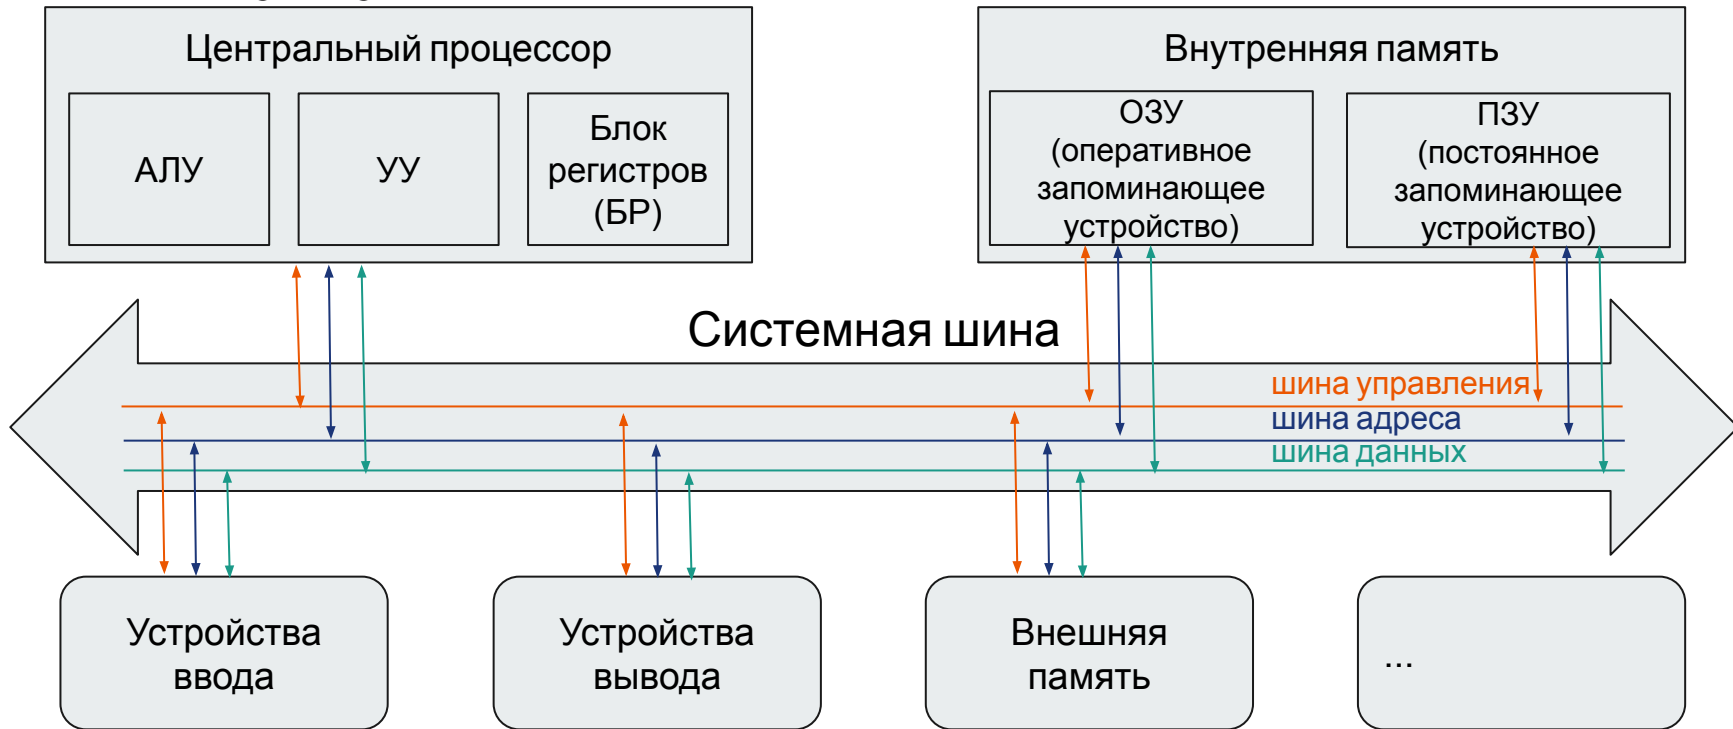 Центральный процессор
АЛУ
УУ
Блок
регистров
(БР)
Внутренняя память
ОЗУ
(оперативное
запоминающее
устройство)
ПЗУ
(постоянное
запоминающее
устройство)
Системная шина
шина управления
шина адреса
шина данных
Устройства
ввода
Устройства
вывода
Внешняя
память
...